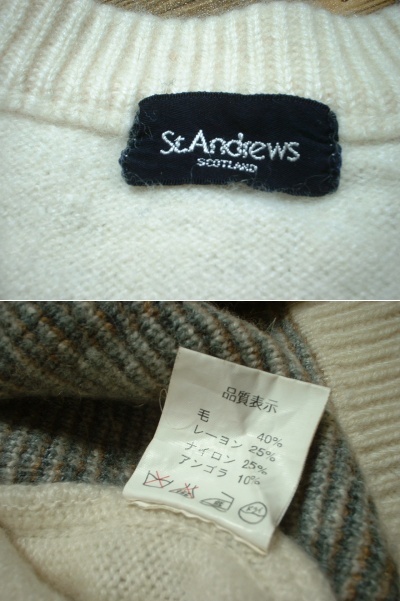 St.Andrews
SCOTLAND
品質表示
毛 40%
レーヨン 25%
ナイロン 25%
アンゴラ 10%